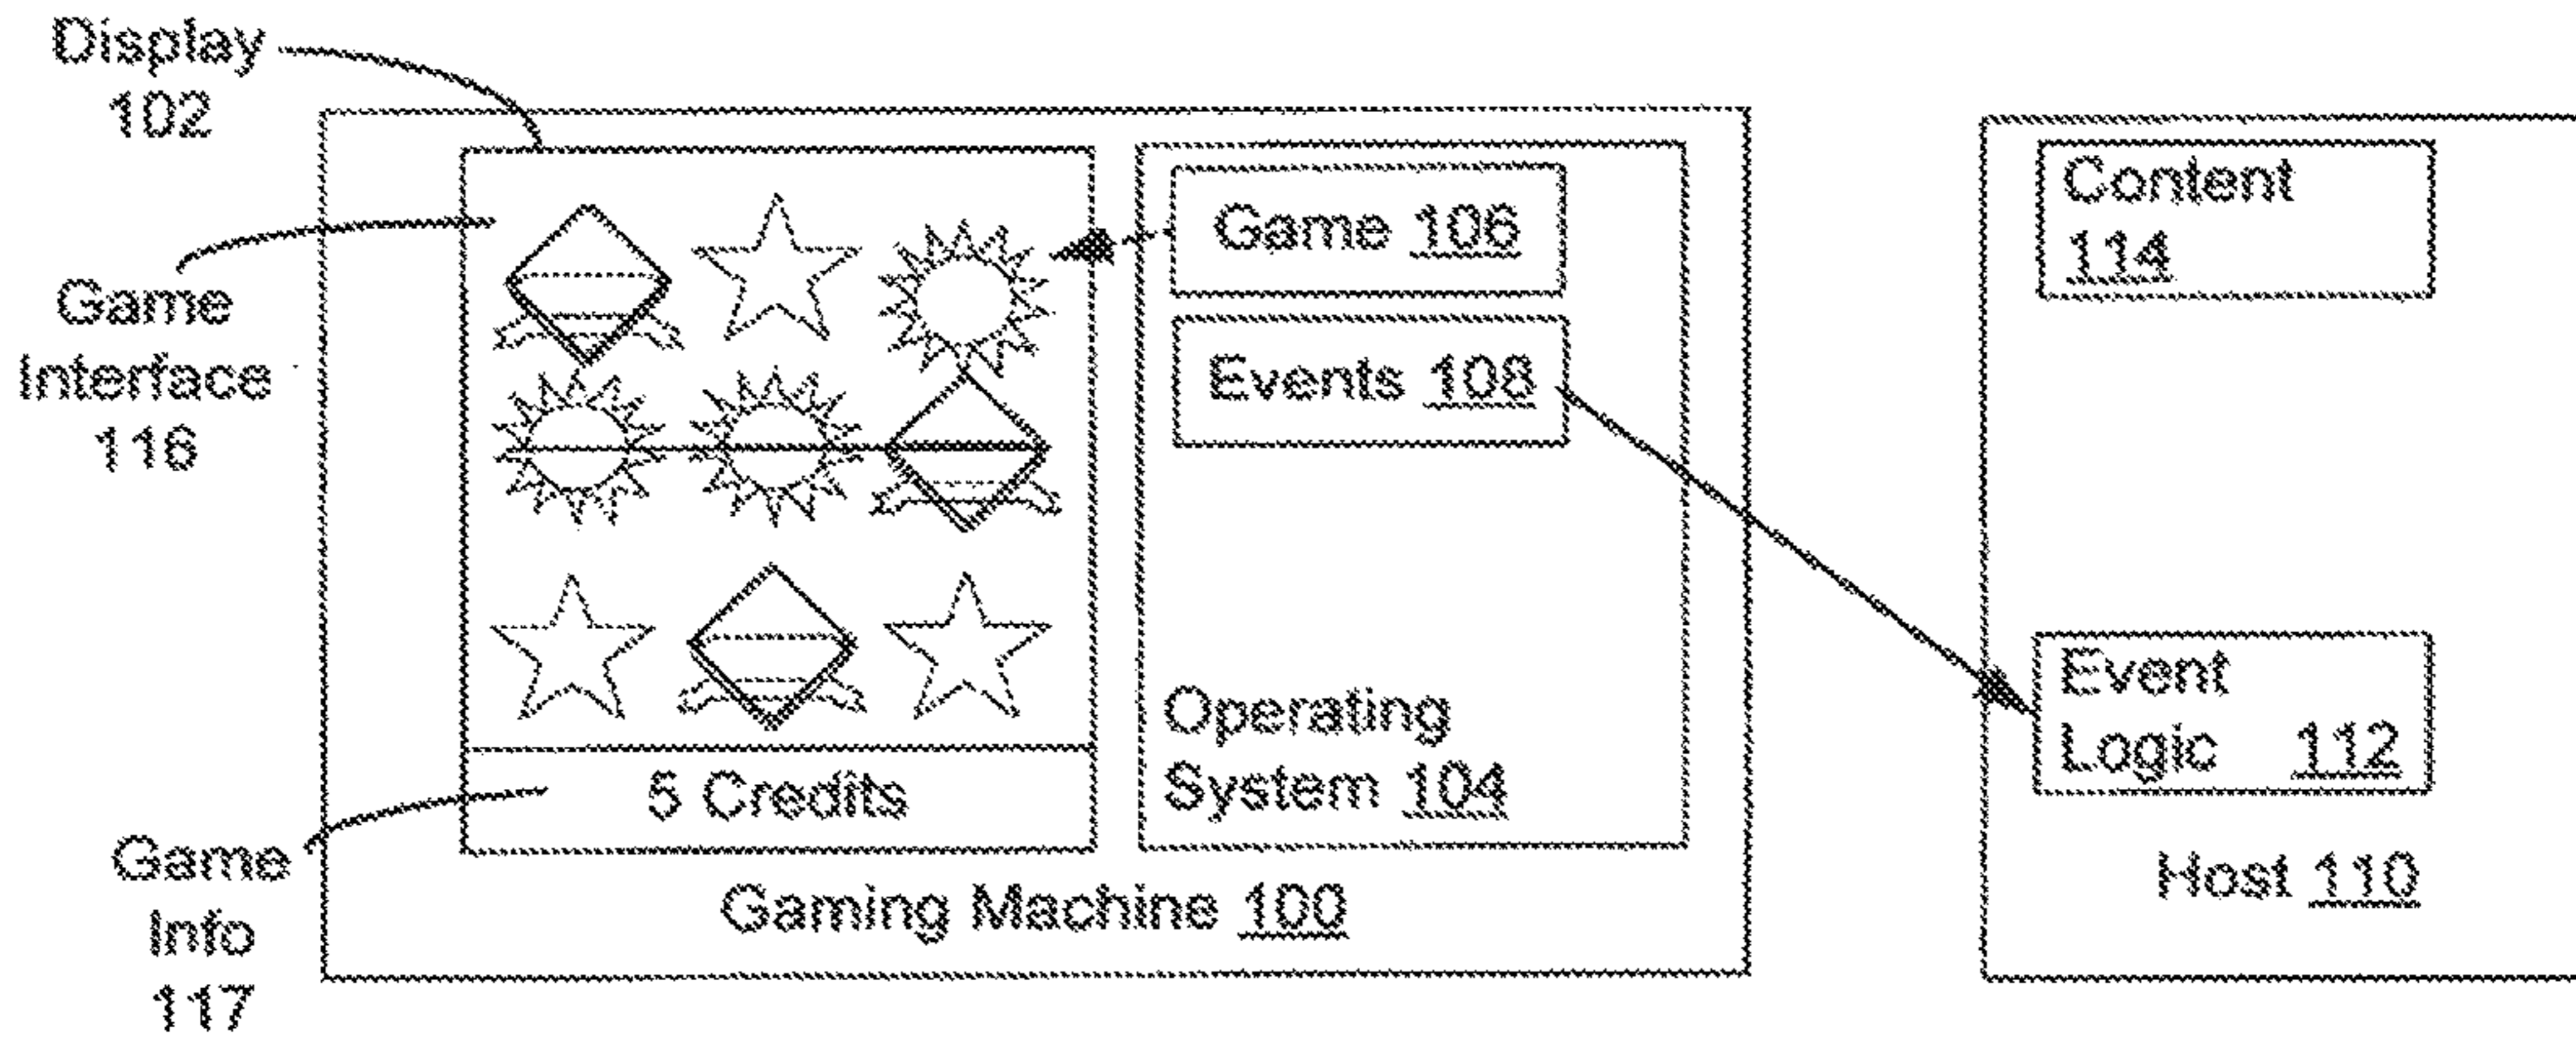 Display
102
Game
Interface
116
Game
Info
117
5 Credits
Gaming Machine 100
Game 106
Events 108
Operating
System 104
Content
114
Event
Logic 112
Host 110